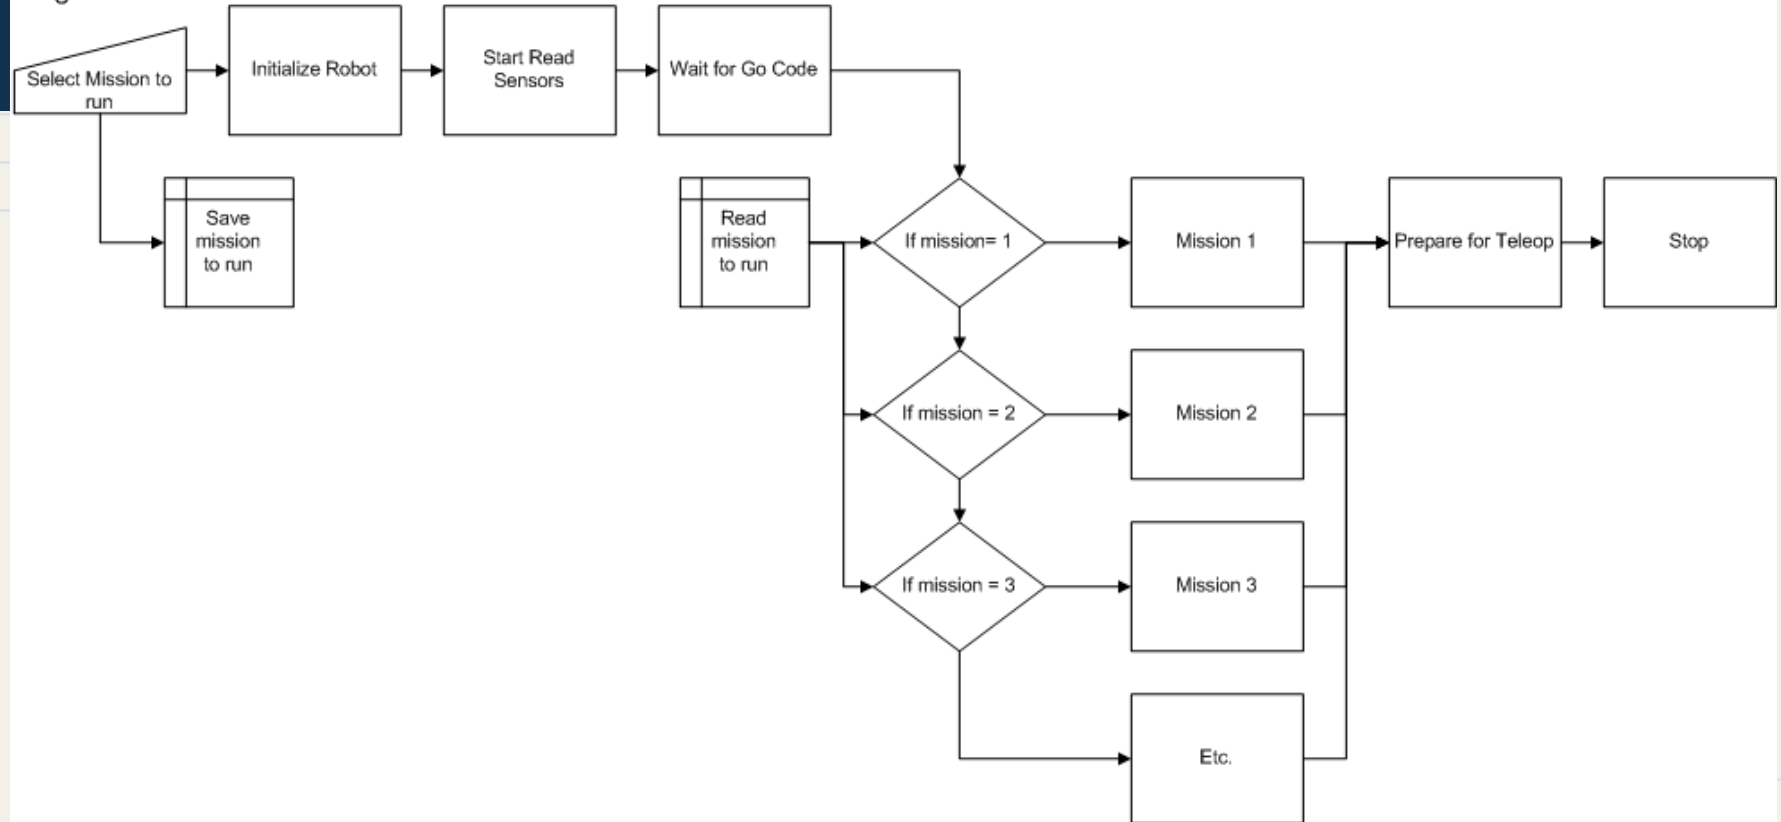 Select Mission to
run
Initialize Robot
Start Read
Sensors
Wait for Go Code
Save
mission
to run
Read
mission
to run
If mission= 1
Mission 1
Prepare for Teleop
Stop
If mission = 2
Mission 2
If mission = 3
Mission 3
Etc.